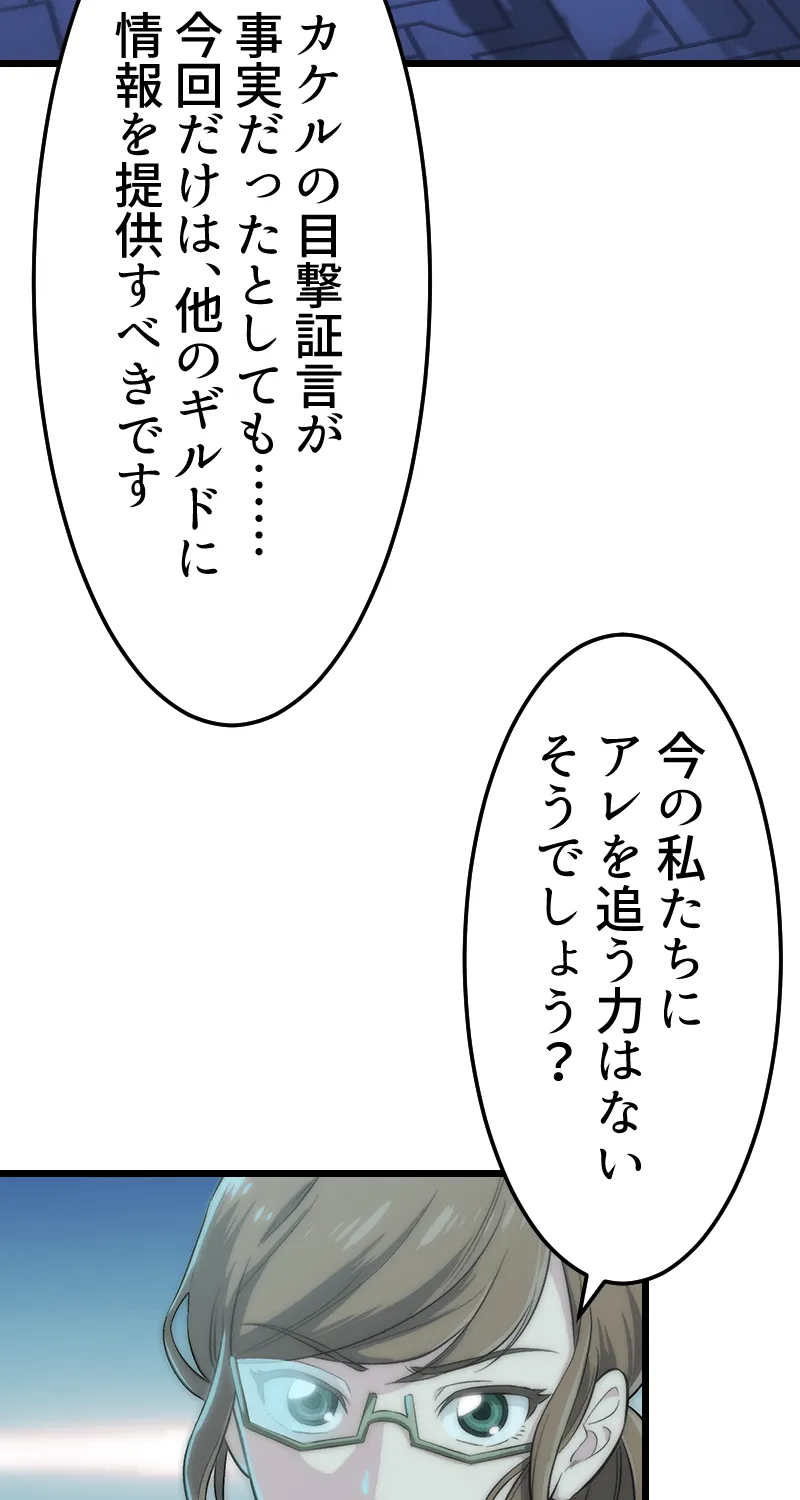 カケルの目撃証言が
事実だったとしても……
今回だけは、他のギルドに
情報を提供すべきです
今の私たちに
アレを追う力はない
そうでしょう？